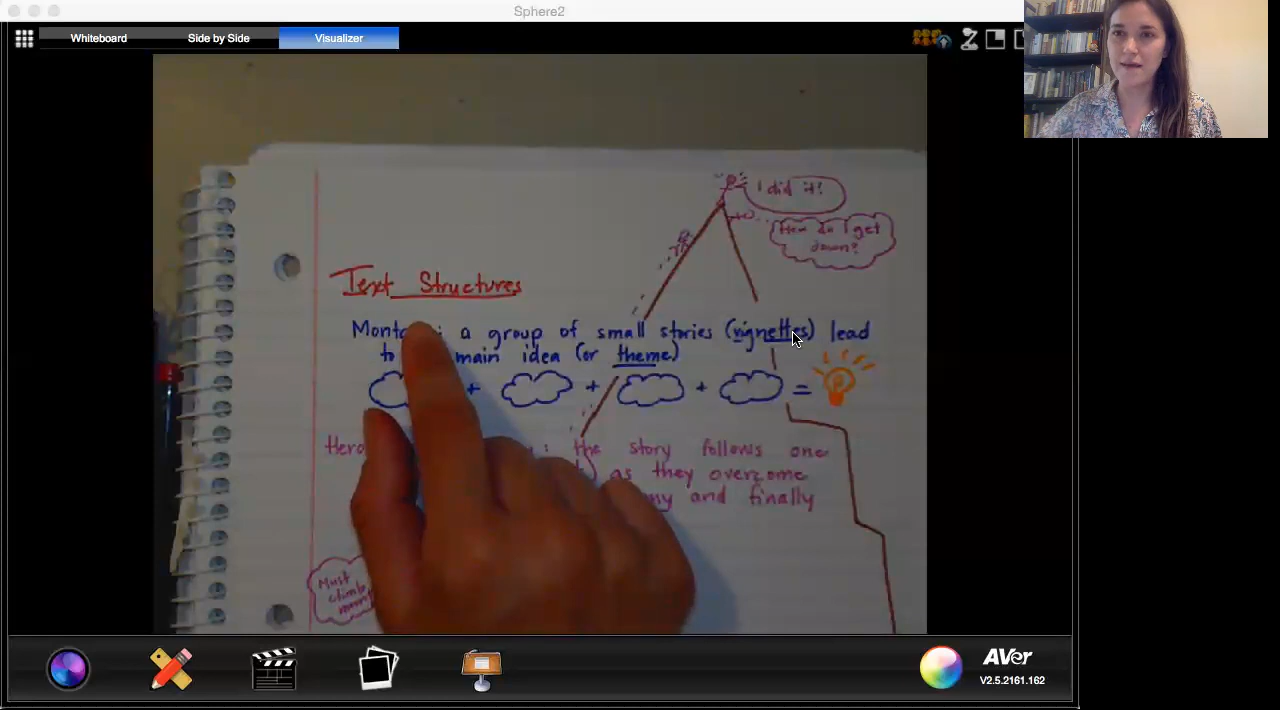 Sphere2
Whiteboard
Side by Side
Visualizer
I did it!
How do I get
down?
Text Structures
a group of small stories (vignettes) lead
to main idea (or theme)
+ + + =
: the story follows one
as they overcome
and finally
Must
climb
AVer
V2.5.2161.162